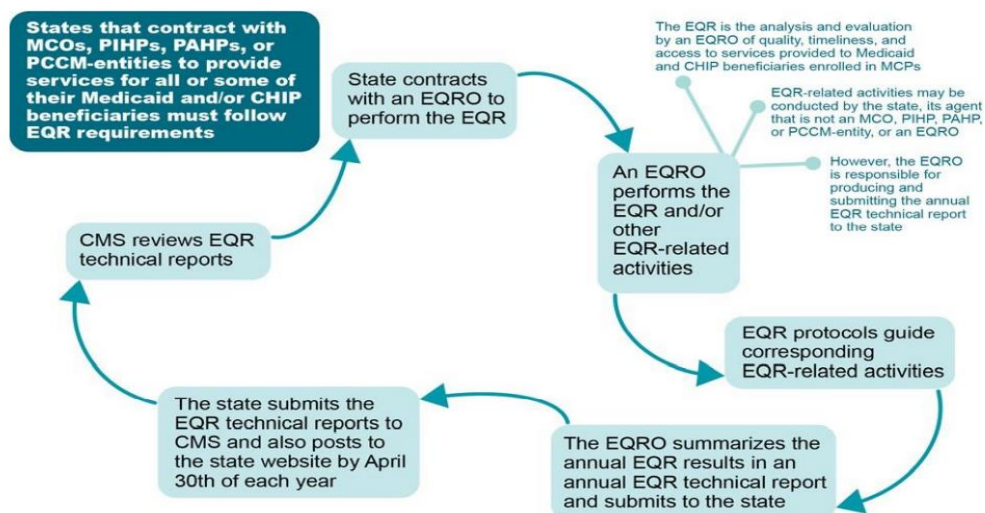 States that contract with
MCOs, PIHPs, PAHPs, or
PCCM-entities to provide
services for all or some of
their Medicaid and/or CHIP
beneficiaries must follow
EQR requirements
State contracts
with an EQRO to
perform the EQR
The EQR is the analysis and evaluation
by an EQRO of quality, timeliness, and
access to services provided to Medicaid
and CHIP beneficiaries enrolled in MCPs
EQR-related activities may be
conducted by the state, its agent
that is not an MCO, PIHP, PAHP,
or PCCM-entity, or an EQRO
However, the EQRO
is responsible for
producing and
submitting the annual
EQR technical report
to the state
An EQRO
performs the
EQR and/or
other
EQR-related
activities
EQR protocols guide
corresponding
EQR-related activities
The EQRO summarizes the
annual EQR results in an
annual EQR technical report
and submits to the state
The state submits the
EQR technical reports to
CMS and also posts to
the state website by April
30th of each year
CMS reviews EQR
technical reports